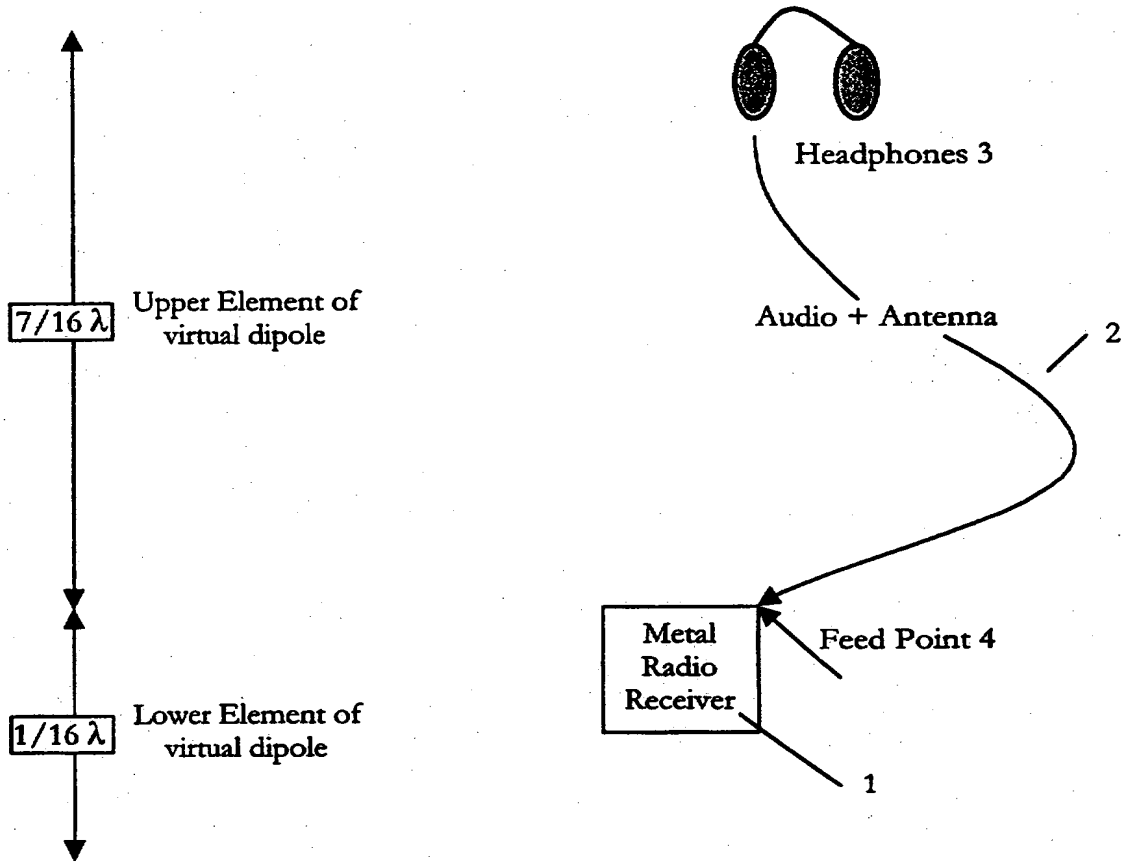 Headphones 3
7/16 λ
Upper Element of
virtual dipole
Audio + Antenna
2
Metal
Radio
Receiver
Feed Point 4
1/16 λ
Lower Element of
virtual dipole
1